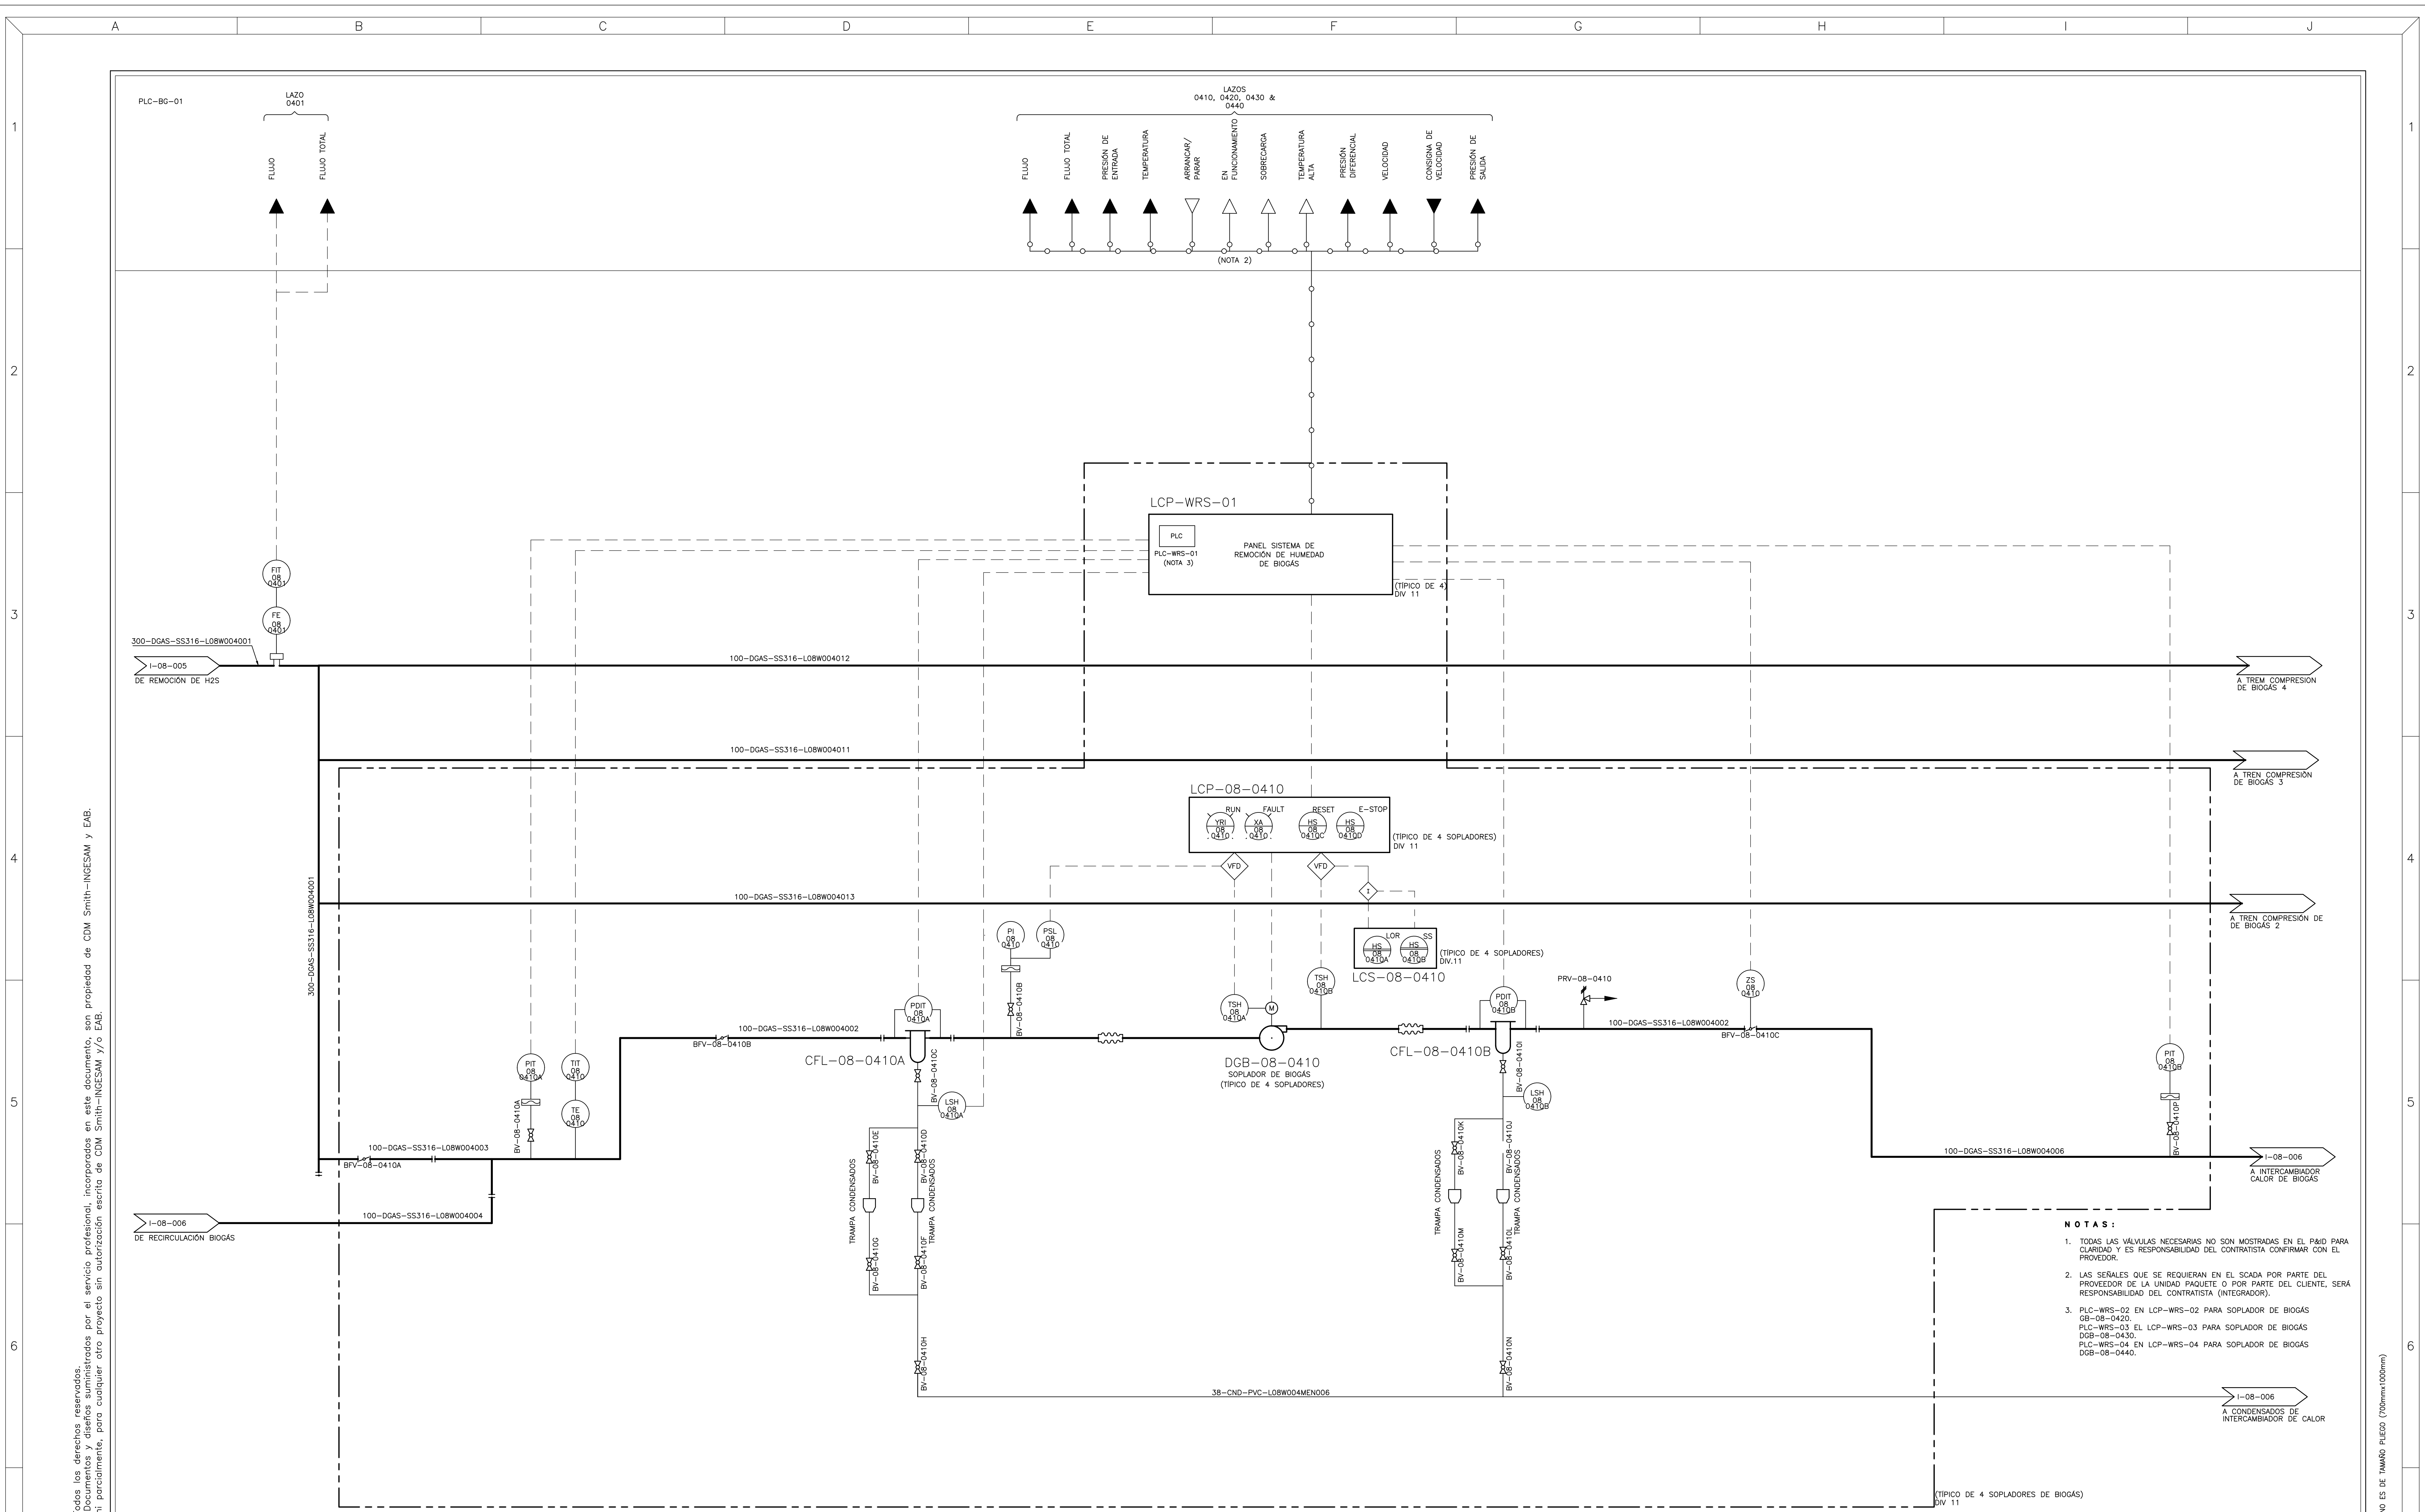 A
B
C
D
E
F
G
H
I
J
1
2
3
4
5
6
1
2
3
4
5
6
PLC-BG-01
LAZO
0401
FLUJO
FLUJO TOTAL
LAZOS
0410, 0420, 0430 &
0440
FLUJO
FLUJO TOTAL
PRESIÓN DE
ENTRADA
TEMPERATURA
ARRANCAR/
PARAR
EN
FUNCIONAMIENTO
SOBRECARGA
TEMPERATURA
ALTA
PRESIÓN
DIFERENCIAL
VELOCIDAD
CONSIGNA DE
VELOCIDAD
PRESIÓN DE
SALIDA
(NOTA 2)
LCP-WRS-01
PLC
PLC-WRS-01
(NOTA 3)
PANEL SISTEMA DE
REMOCIÓN DE HUMEDAD
DE BIOGÁS
(TÍPICO DE 4)
DIV 11
FIT
08
0401
FE
08
0401
300-DGAS-SS316-L08W004001
I-08-005
DE REMOCIÓN DE H2S
100-DGAS-SS316-L08W004012
A TREM COMPRESION
DE BIOGÁS 4
100-DGAS-SS316-L08W004011
A TREN COMPRESIÓN
DE BIOGÁS 3
LCP-08-0410
RUN
FAULT
RESET
E-STOP
YRI
08
0410
XA
08
0410
HS
08
0410C
HS
08
0410D
(TÍPICO DE 4 SOPLADORES)
DIV 11
VFD
VFD
I
300-DGAS-SS316-L08W004001
100-DGAS-SS316-L08W004013
A TREN COMPRESIÓN DE
DE BIOGÁS 2
PI
08
0410
PSL
08
0410
LOR
SS
HS
08
0410A
HS
08
0410B
(TÍPICO DE 4 SOPLADORES)
DIV.11
LCS-08-0410
BV-08-0410B
TSH
08
0410A
M
TSH
08
0410B
PDIT
08
0410A
PDIT
08
0410B
PRV-08-0410
ZS
08
0410
100-DGAS-SS316-L08W004002
BFV-08-0410B
CFL-08-0410A
BV-08-0410C
DGB-08-0410
SOPLADOR DE BIOGÁS
(TÍPICO DE 4 SOPLADORES)
CFL-08-0410B
BV-08-0410I
100-DGAS-SS316-L08W004002
BFV-08-0410C
PIT
08
0410A
TIT
08
0410
TE
08
0410
BV-08-0410A
LSH
08
0410A
LSH
08
0410B
PIT
08
0410B
BV-08-0410P
100-DGAS-SS316-L08W004003
BFV-08-0410A
TRAMPA CONDENSADOS
BV-08-0410E
BV-08-0410D
TRAMPA CONDENSADOS
TRAMPA CONDENSADOS
BV-08-0410K
BV-08-0410J
TRAMPA CONDENSADOS
100-DGAS-SS316-L08W004006
I-08-006
A INTERCAMBIADOR
CALOR DE BIOGÁS
I-08-006
DE RECIRCULACIÓN BIOGÁS
100-DGAS-SS316-L08W004004
BV-08-0410G
BV-08-0410F
BV-08-0410M
BV-08-0410L
BV-08-0410H
BV-08-0410N
38-CND-PVC-L08W004MEN006
I-08-006
A CONDENSADOS DE
INTERCAMBIADOR DE CALOR
NOTAS:
1. TODAS LAS VÁLVULAS NECESARIAS NO SON MOSTRADAS EN EL P&ID PARA
CLARIDAD Y ES RESPONSABILIDAD DEL CONTRATISTA CONFIRMAR CON EL
PROVEDOR.
2. LAS SEÑALES QUE SE REQUIERAN EN EL SCADA POR PARTE DEL
PROVEEDOR DE LA UNIDAD PAQUETE O POR PARTE DEL CLIENTE, SERÁ
RESPONSABILIDAD DEL CONTRATISTA (INTEGRADOR).
3. PLC-WRS-02 EN LCP-WRS-02 PARA SOPLADOR DE BIOGÁS
GB-08-0420.
PLC-WRS-03 EL LCP-WRS-03 PARA SOPLADOR DE BIOGÁS
DGB-08-0430.
PLC-WRS-04 EN LCP-WRS-04 PARA SOPLADOR DE BIOGÁS
DGB-08-0440.
(TÍPICO DE 4 SOPLADORES DE BIOGÁS)
DIV 11
odos los derechos reservados.
Documentos y diseños suministrados por el servicio profesional, incorporados en este documento, son propiedad de CDM Smith-INGESAM y EAB.
ni parcialmente, para cualquier otro proyecto sin autorización escrita de CDM Smith-INGESAM y/o EAB.
NO ES DE TAMAÑO PLIEGO (700mmx1000mm)